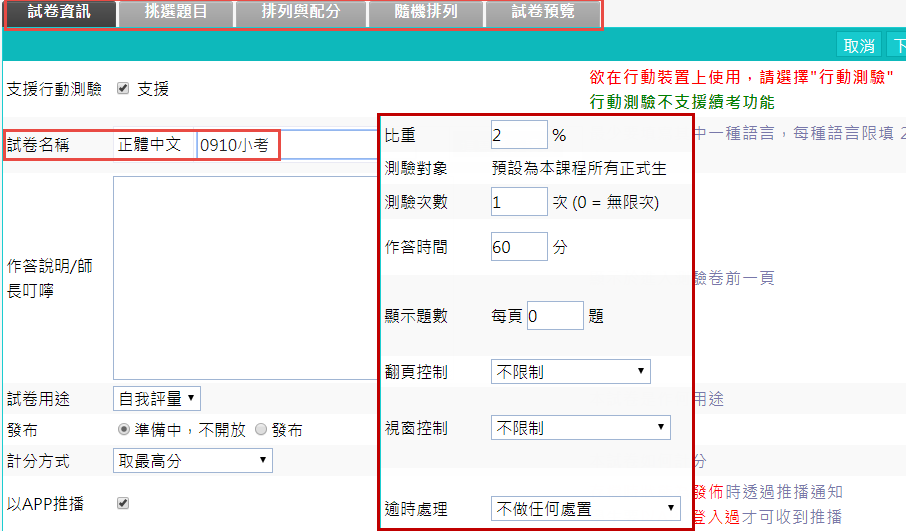 試卷資訊 挑選題目 排列與配分 隨機排列 試卷預覽
取消 下
支援行動測驗 支援
欲在行動裝置上使用，請選擇"行動測驗"
行動測驗不支援續考功能
試卷名稱 正體中文 0910小考
中一種語言，每種語言限填 2
作答說明/師
長叮嚀
驗卷前一頁
試卷用途 自我評量
用途
發布 準備中，不開放 發布
計分方式 取最高分
分
以APP推播
發佈時透過推播通知
登入過才可收到推播
比重 2 %
測驗對象 預設為本課程所有正式生
測驗次數 1 次 (0 = 無限次)
作答時間 60 分
顯示題數 每頁 0 題
翻頁控制 不限制
視窗控制 不限制
逾時處理 不做任何處置